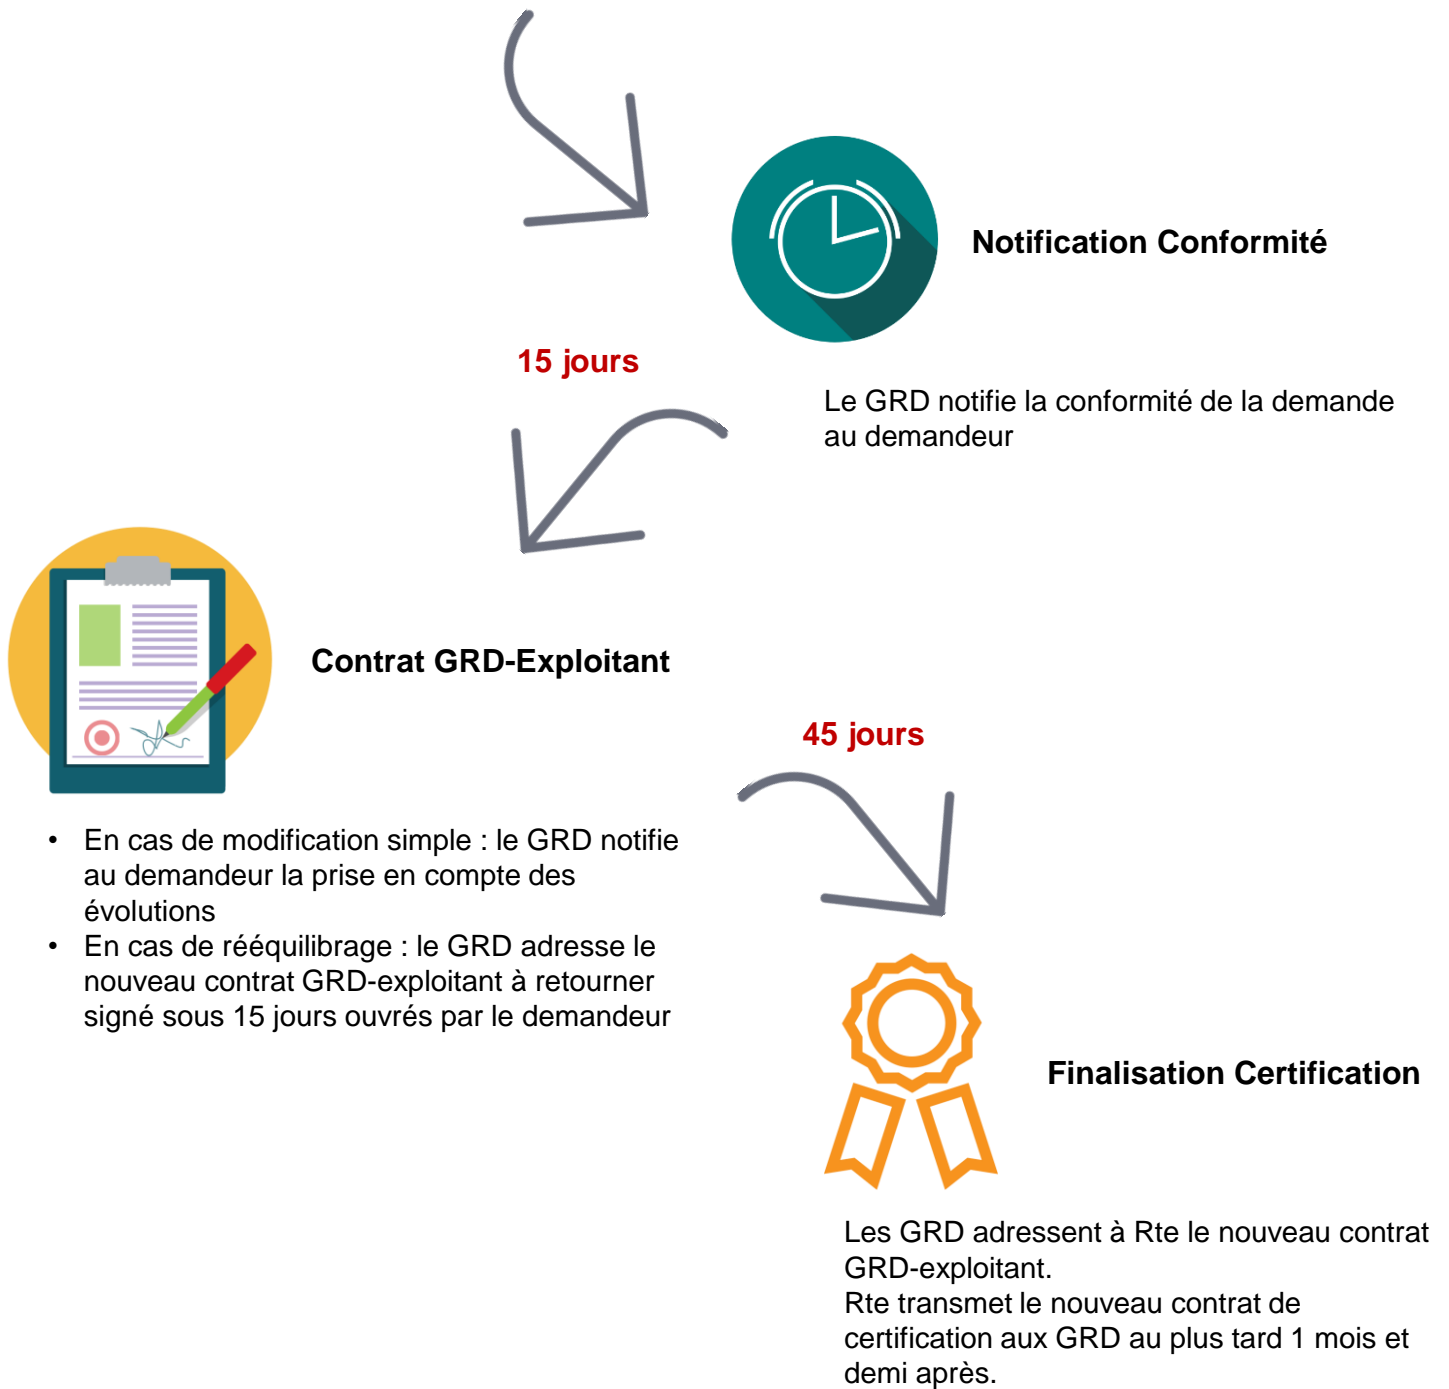 Notification Conformité
15 jours
Le GRD notifie la conformité de la demande
au demandeur
Contrat GRD-Exploitant
45 jours
• En cas de modification simple : le GRD notifie
au demandeur la prise en compte des
évolutions
• En cas de rééquilibrage : le GRD adresse le
nouveau contrat GRD-exploitant à retourner
signé sous 15 jours ouvrés par le demandeur
Finalisation Certification
Les GRD adressent à Rte le nouveau contrat
GRD-exploitant.
Rte transmet le nouveau contrat de
certification aux GRD au plus tard 1 mois et
demi après.